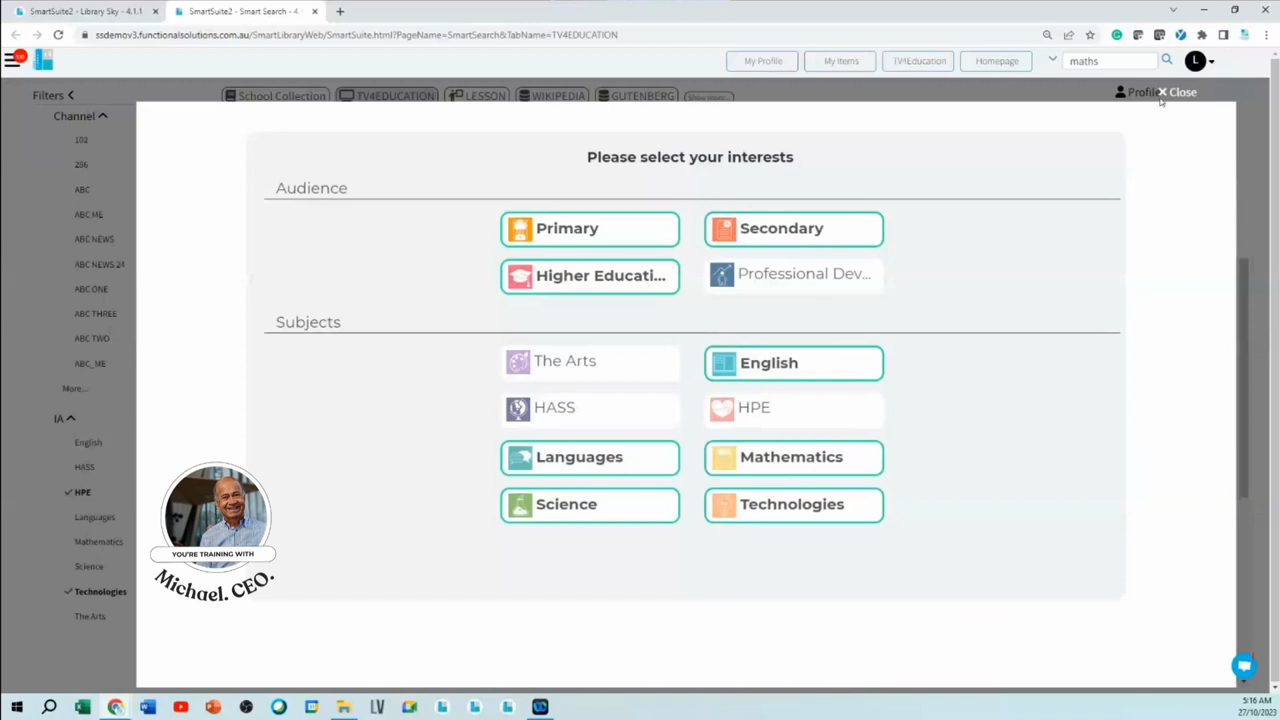 SmartSuite2 - Library Sky - 4.1.1
SmartSuite2 - Smart Search - 4.
ssdemov3.functionalsolutions.com.au/SmartLibraryWeb/SmartSuite.html?PageName=SmartSearch&TabName=TV4EDUCATION
My Profile
My Items
TV4Education
Homepage
maths
L
Filters
School Collection
TV4EDUCATION
LESSON
WIKIPEDIA
GUTENBERG
Show more...
Profile
Close
Channel
102
286
ABC
ABC ME
ABC NEWS
ABC NEWS 24
ABC ONE
ABC THREE
ABC TWO
ABC_ME
More...
IA
English
HASS
HPE
Languages
Mathematics
Science
Technologies
The Arts
Please select your interests
Audience
Primary
Secondary
Higher Educati...
Professional Dev...
Subjects
The Arts
English
HASS
HPE
Languages
Mathematics
Science
Technologies
YOU'RE TRAINING WITH
Michael. CEO.
5:16 AM
27/10/2023